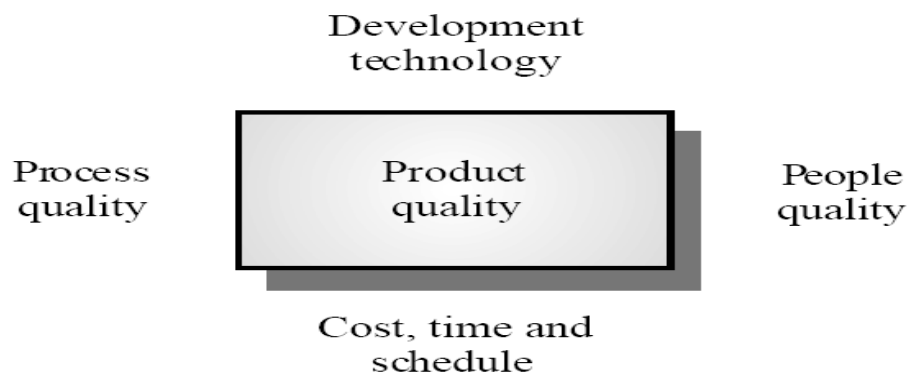 Development
technology
Process
quality
Product
quality
People
quality
Cost, time and
schedule